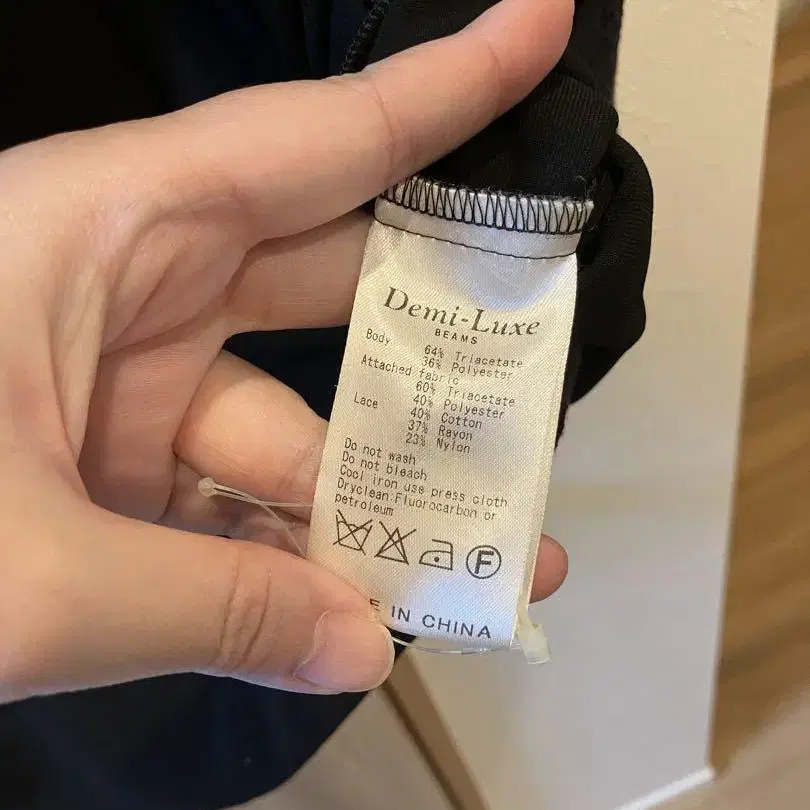 Demi-Luxe
BEAMS
Body 64% Triacetate
36% Polyester
Attached fabric
60% Triacetate
40% Polyester
Lace 40% Cotton
37% Rayon
23% Nylon
Do not wash
Do not bleach
Cool iron use press cloth
Dryclean Fluorocarbon or
petroleum
F
E IN CHINA